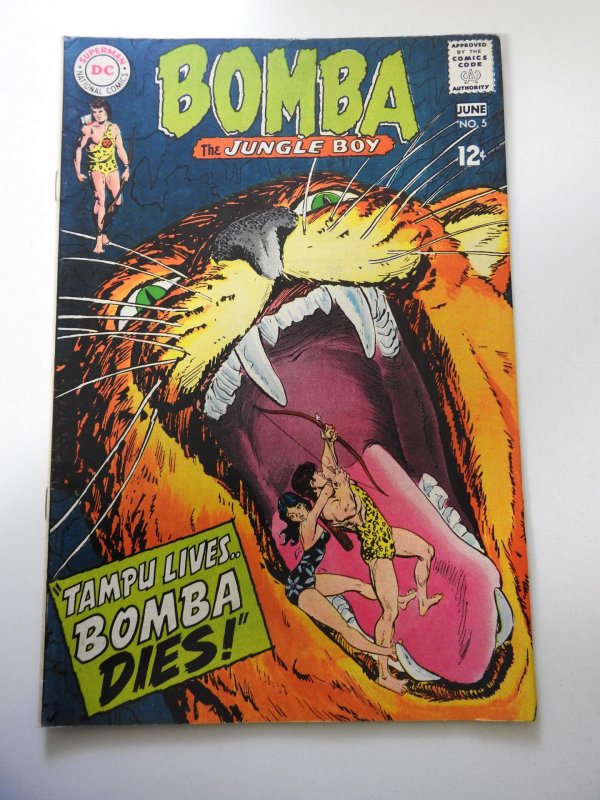 SUPERMAN
DC
NATIONAL COMICS
BOMBA
The JUNGLE BOY
APPROVED
BY THE
COMICS
CODE
CA
AUTHORITY
JUNE
NO. 5
12¢
"TAMPU LIVES..
BOMBA
DIES!"